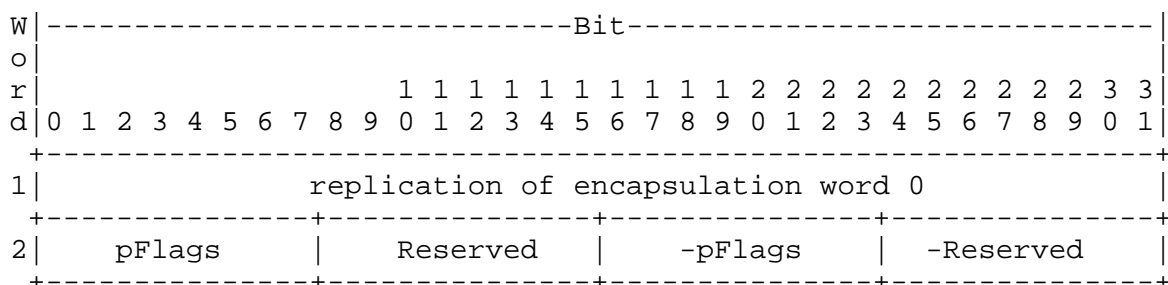 W|------------------------------Bit------------------------------|
o|                                                               |
r|                    1 1 1 1 1 1 1 1 1 1 2 2 2 2 2 2 2 2 2 2 3 3|
d|0 1 2 3 4 5 6 7 8 9 0 1 2 3 4 5 6 7 8 9 0 1 2 3 4 5 6 7 8 9 0 1|
 +---------------------------------------------------------------+
1|               replication of encapsulation word 0             |
 +---------------+---------------+---------------+---------------+
2|    pFlags     |    Reserved   |    -pFlags    |  -Reserved    |
 +---------------+---------------+---------------+---------------+